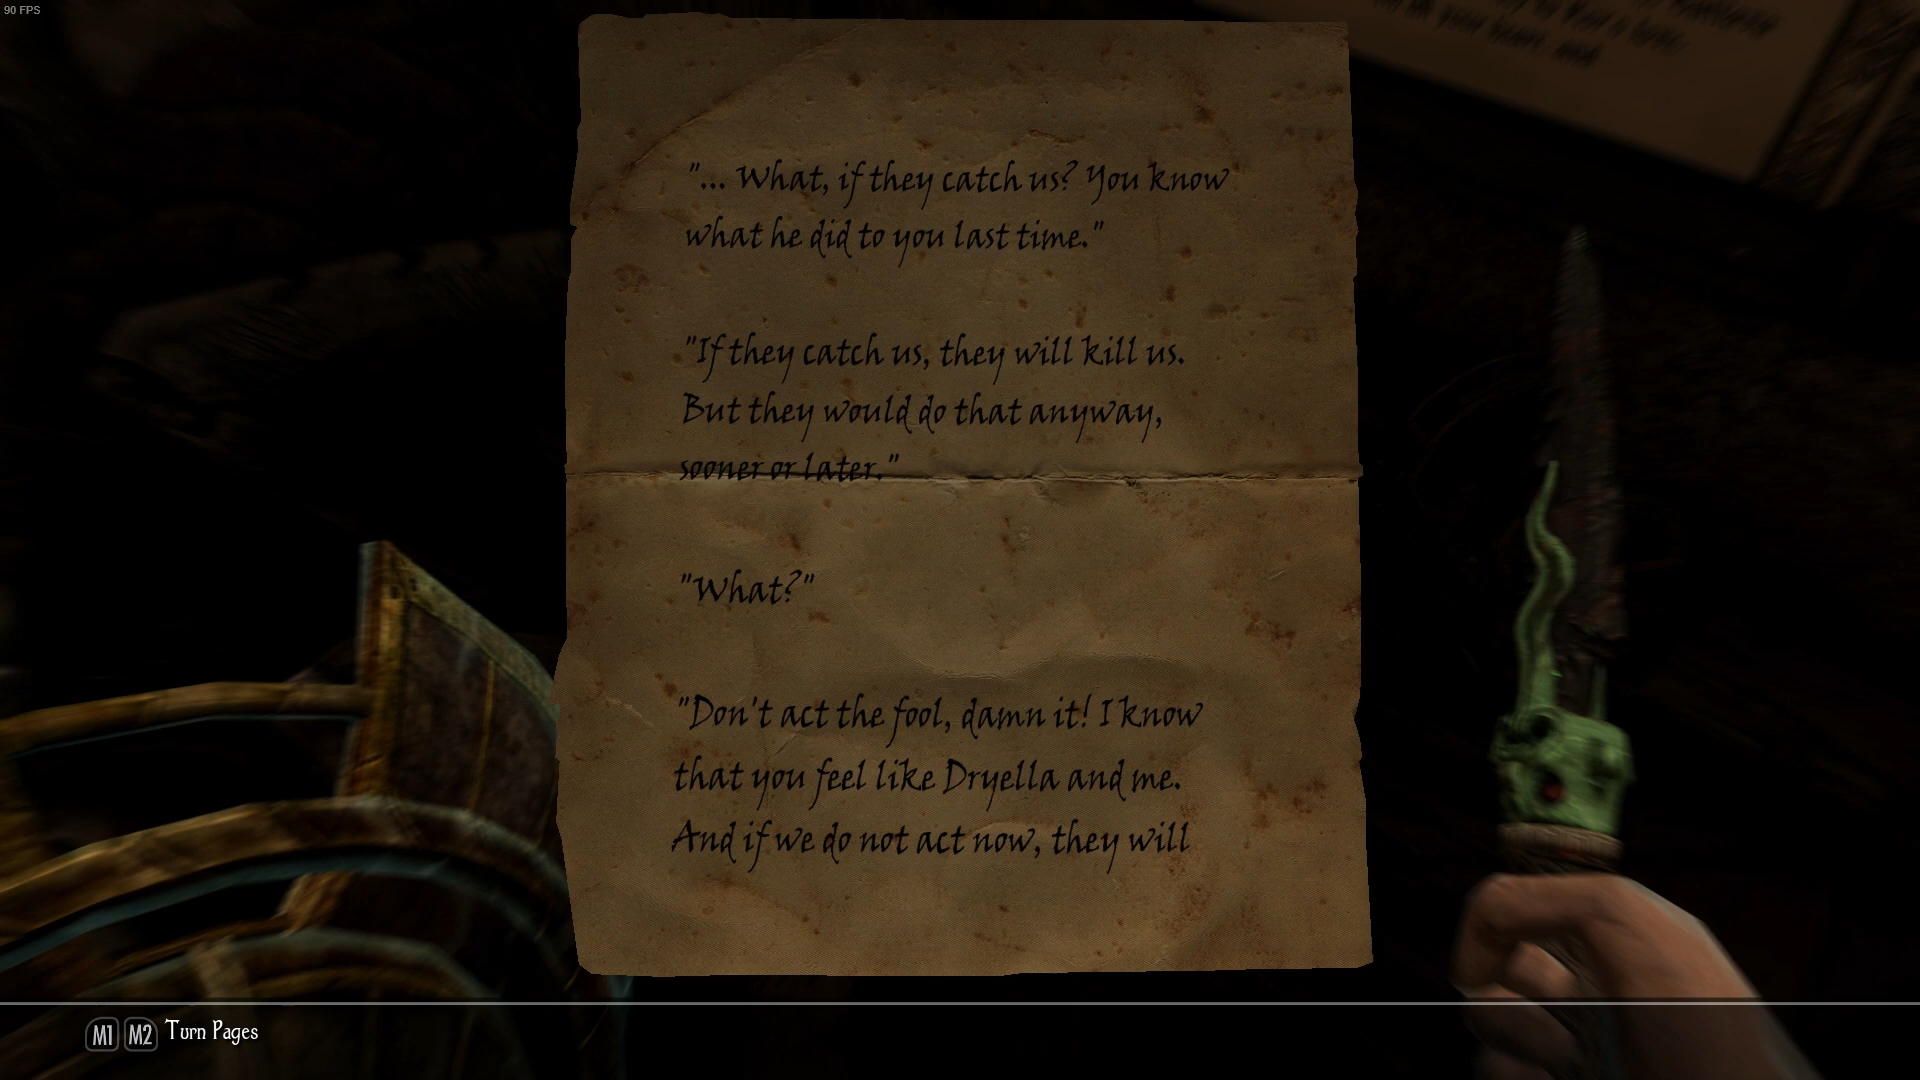 90 FPS
"... What, if they catch us? You know
what he did to you last time."
"If they catch us, they will kill us.
But they would do that anyway,
sooner or later."
"What?"
"Don't act the fool, damn it! I know
that you feel like Dryella and me.
And if we do not act now, they will
M1 M2 Turn Pages